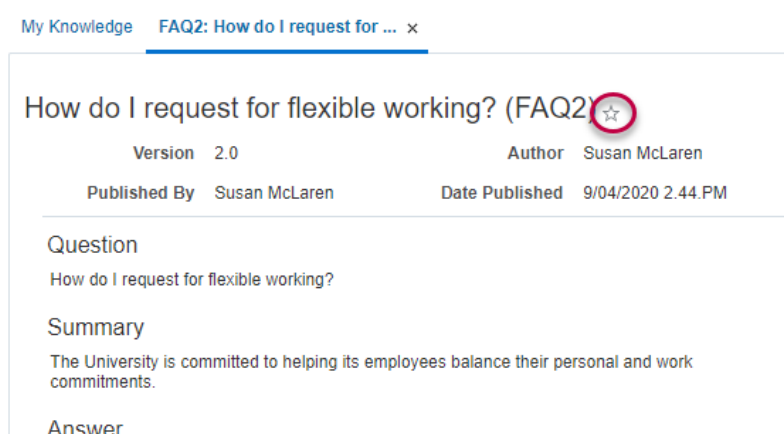 My Knowledge FAQ2: How do I request for ... ×
How do I request for flexible working? (FAQ2)
Version 2.0 Author Susan McLaren
Published By Susan McLaren Date Published 9/04/2020 2.44.PM
Question
How do I request for flexible working?
Summary
The University is committed to helping its employees balance their personal and work
commitments.
Answer